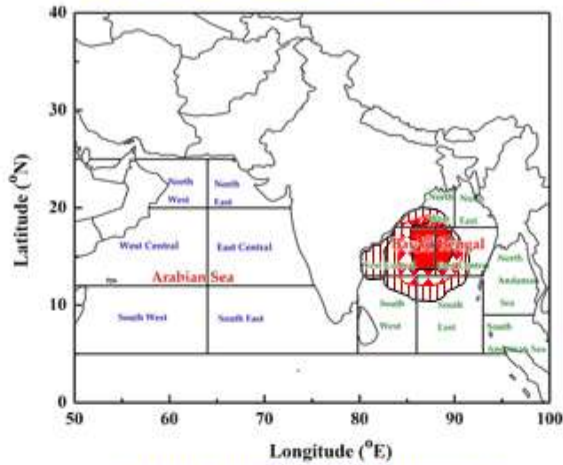 40
30
20
10
0
50
60
70
80
90
100
Latitude (°N)
Longitude (°E)
North
West
North
East
West Central
East Central
Arabian Sea
South West
South East
North
North
East
Bay of Bengal
South
West
South
East
North
Andaman
Sea
South
Andaman Sea